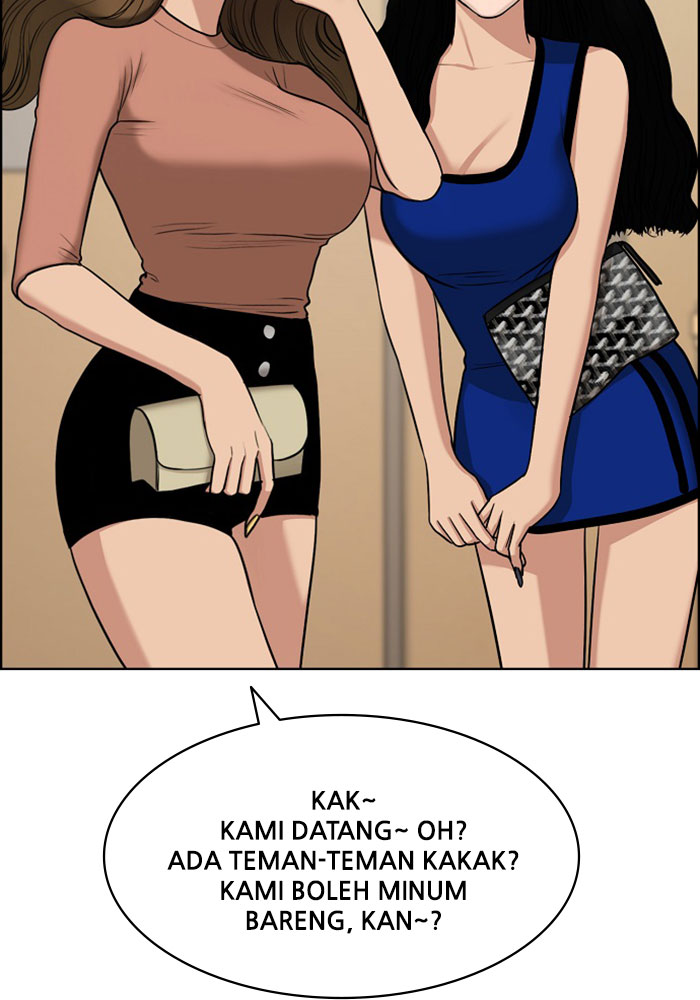 KAK~
KAMI DATANG~ OH?
ADA TEMAN-TEMAN KAKAK?
KAMI BOLEH MINUM
BARENG, KAN~?